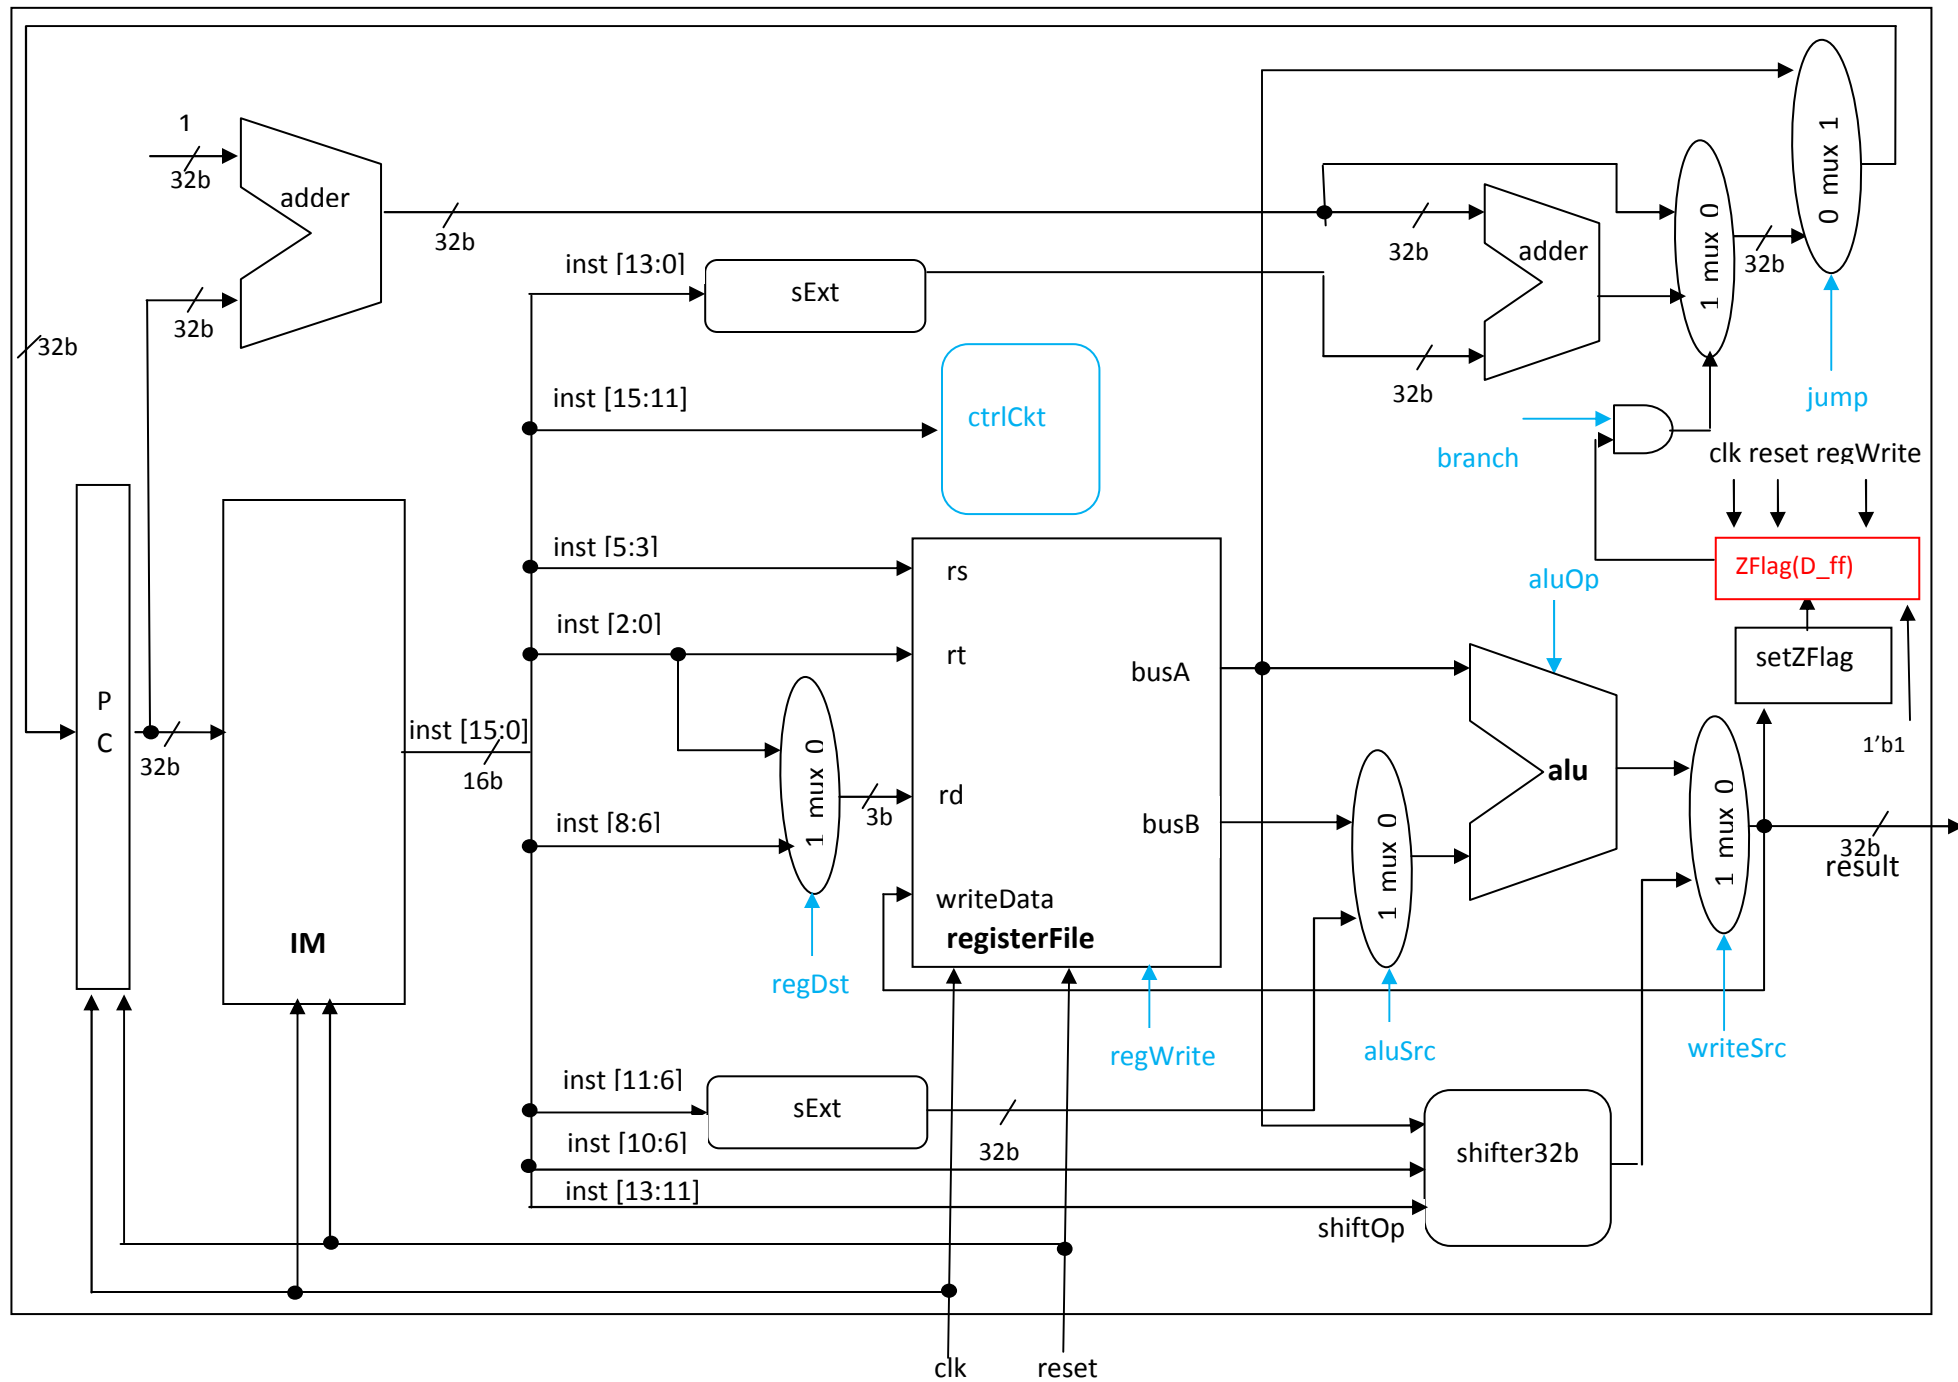 1
32b
adder
32b
32b
32b
inst [13:0]
sExt
32b
adder
32b
1 mux 0
32b
0 mux 1
jump
inst [15:11]
ctrlCkt
branch
clk reset regWrite
P
C
32b
IM
inst [15:0]
16b
inst [5:3]
rs
inst [2:0]
rt
busA
1 mux 0
rd
3b
inst [8:6]
busB
writeData
registerFile
regDst
regWrite
aluOp
ZFlag(D_ff)
setZFlag
1'b1
alu
1 mux 0
1 mux 0
32b
result
aluSrc
writeSrc
inst [11:6]
sExt
32b
inst [10:6]
inst [13:11]
shiftOp
shifter32b
clk
reset